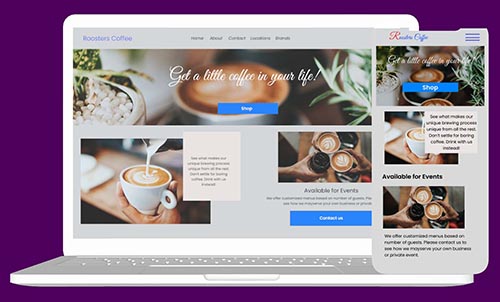 Roosters Coffee
Home About Contact Locations Brands
Get a little coffee in your life!
Shop
See what makes our
unique brewing process
unique from all the rest.
Don't settle for boring
coffee. Drink with us
instead!
Available for Events
We offer customized menus based on number of guests. Please
see how we mayserve your own business or private
Contact us
Roosters Coffee
Get a little coffee in your life!
Shop
See what makes our
unique brewing process
unique from all the rest.
Don't settle for boring
coffee. Drink with us
instead!
Available for Events
We offer customized menus based on
number of guests. Please contact us to
see how we mayserve your own business
or private event.